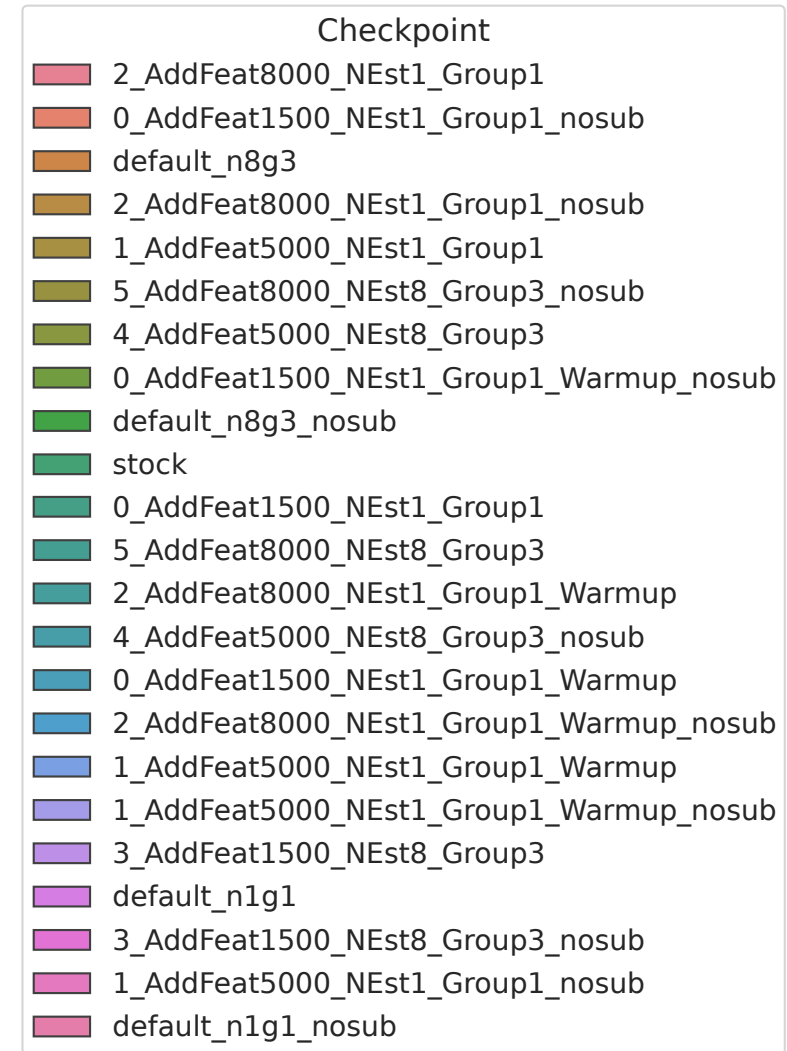 Checkpoint
2_AddFeat8000_NEst1_Group1
0_AddFeat1500_NEst1_Group1_nosub
default_n8g3
2_AddFeat8000_NEst1_Group1_nosub
1_AddFeat5000_NEst1_Group1
5_AddFeat8000_NEst8_Group3_nosub
4_AddFeat5000_NEst8_Group3
0_AddFeat1500_NEst1_Group1_Warmup_nosub
default_n8g3_nosub
stock
0_AddFeat1500_NEst1_Group1
5_AddFeat8000_NEst8_Group3
2_AddFeat8000_NEst1_Group1_Warmup
4_AddFeat5000_NEst8_Group3_nosub
0_AddFeat1500_NEst1_Group1_Warmup
2_AddFeat8000_NEst1_Group1_Warmup_nosub
1_AddFeat5000_NEst1_Group1_Warmup
1_AddFeat5000_NEst1_Group1_Warmup_nosub
3_AddFeat1500_NEst8_Group3
default_n1g1
3_AddFeat1500_NEst8_Group3_nosub
1_AddFeat5000_NEst1_Group1_nosub
default_n1g1_nosub